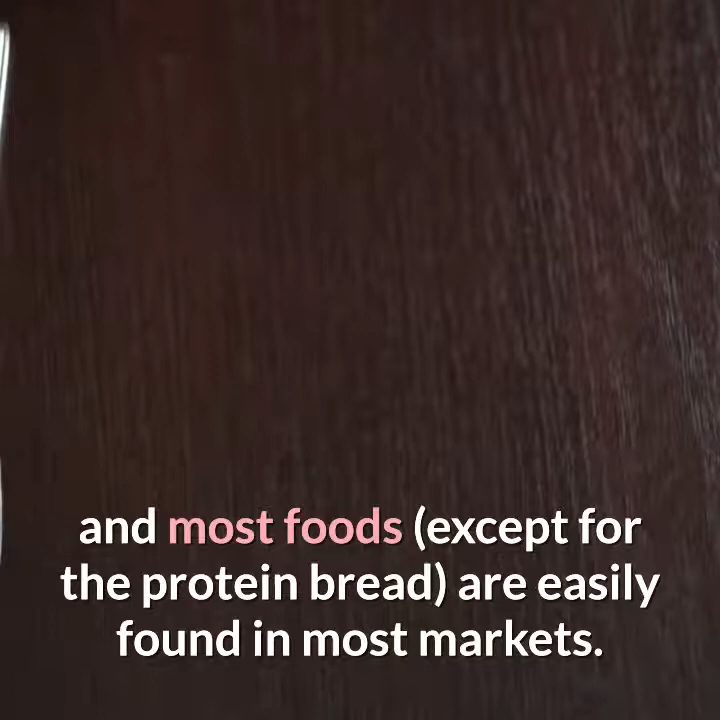 and most foods (except for
the protein bread) are easily
found in most markets.